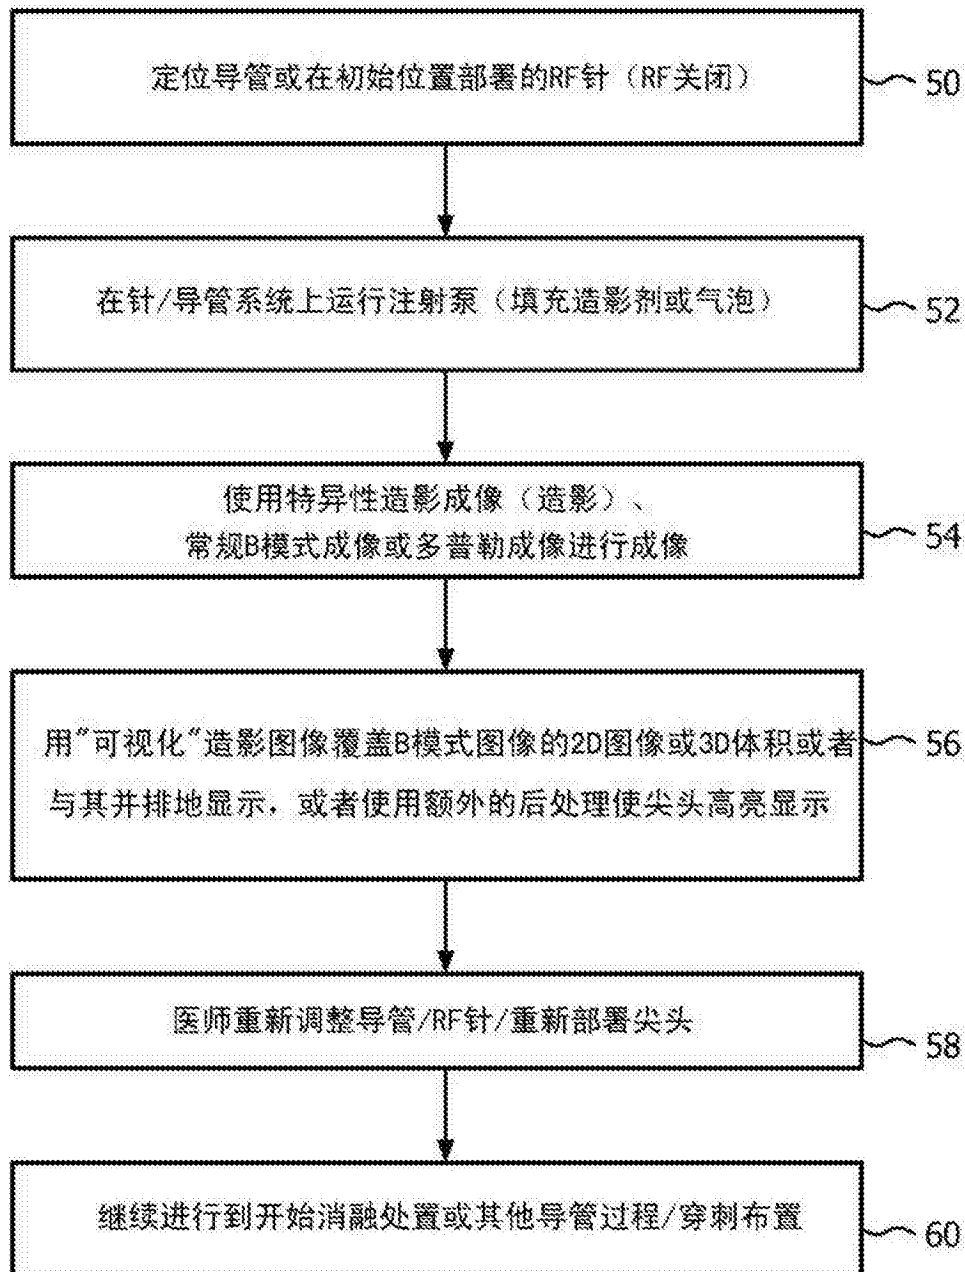 定位导管或在初始位置部署的RF针（RF关闭）
50
在针/导管系统上运行注射泵（填充造影剂或气泡）
52
使用特异性造影成像（造影）、
常规B模式成像或多普勒成像进行成像
54
用"可视化"造影图像覆盖B模式图像的2D图像或3D体积或者
与其并排地显示，或者使用额外的后处理使尖头高亮显示
56
医师重新调整导管/RF针/重新部署尖头
58
继续进行到开始消融处置或其他导管过程/穿刺布置
60